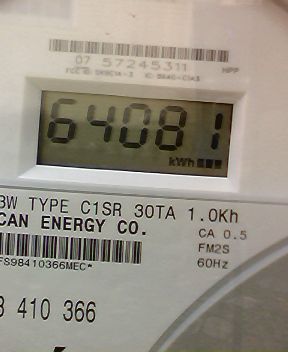 07 57245311
HPP
64081
kWh
3W TYPE C1SR 30TA 1.0Kh
CAN ENERGY CO.
CA 0.5
FM2S
FS98410366MEC*
60Hz
3 410 366